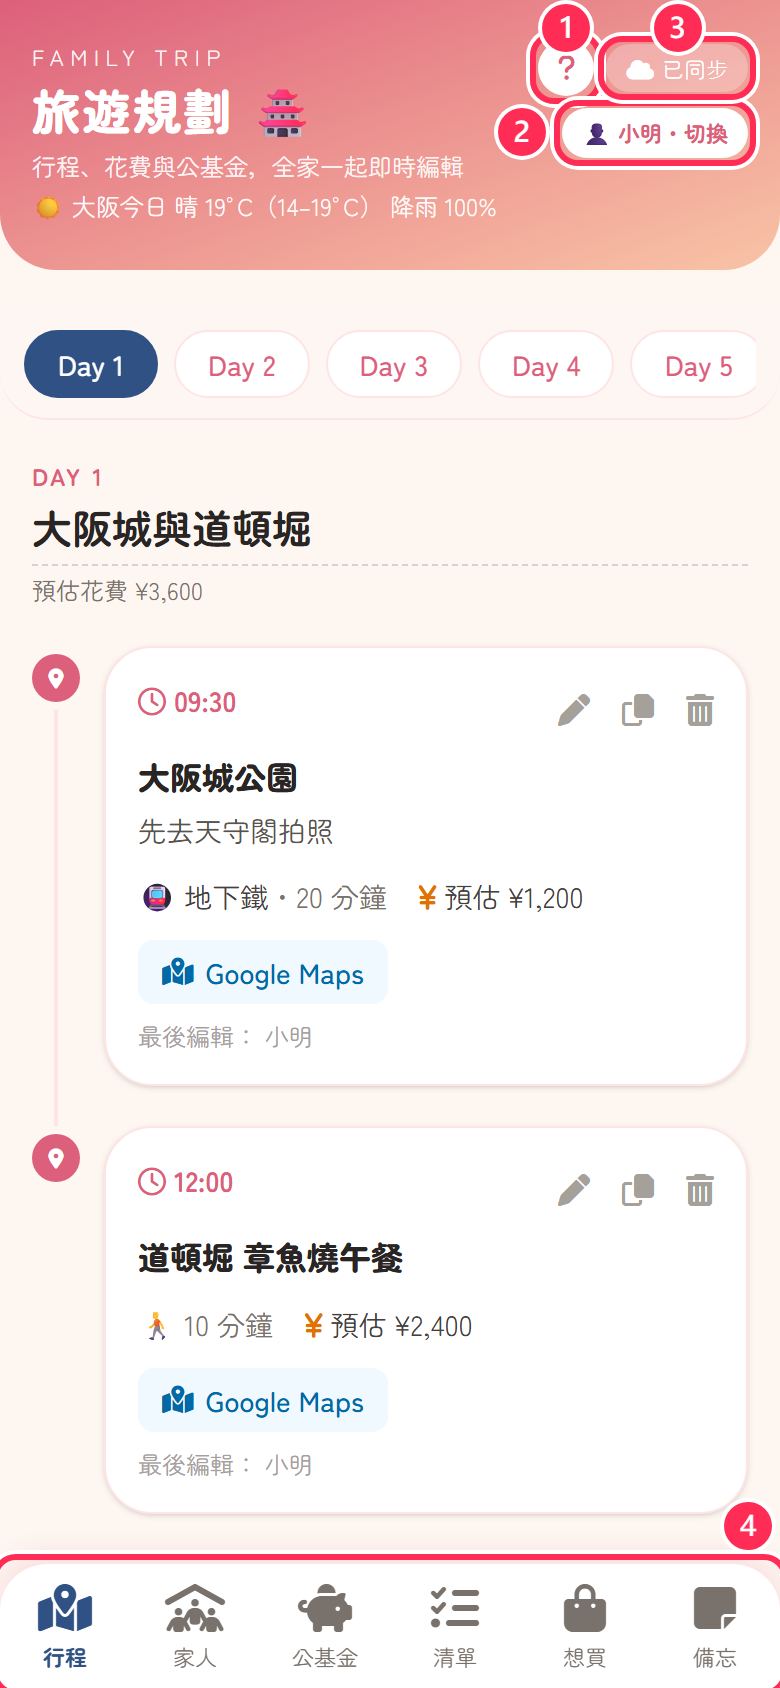 FAMILY TRIP
1
?
3
已同步
旅遊規劃
2
小明・切換
行程、花費與公基金，全家一起即時編輯
大阪今日 晴 19°C（14–19°C） 降雨 100%
Day 1
Day 2
Day 3
Day 4
Day 5
DAY 1
大阪城與道頓堀
預估花費 ¥3,600
09:30
大阪城公園
先去天守閣拍照
地下鐵・20 分鐘 ¥ 預估 ¥1,200
Google Maps
最後編輯： 小明
12:00
道頓堀 章魚燒午餐
10 分鐘 ¥ 預估 ¥2,400
Google Maps
最後編輯： 小明
4
行程
家人
公基金
清單
想買
備忘